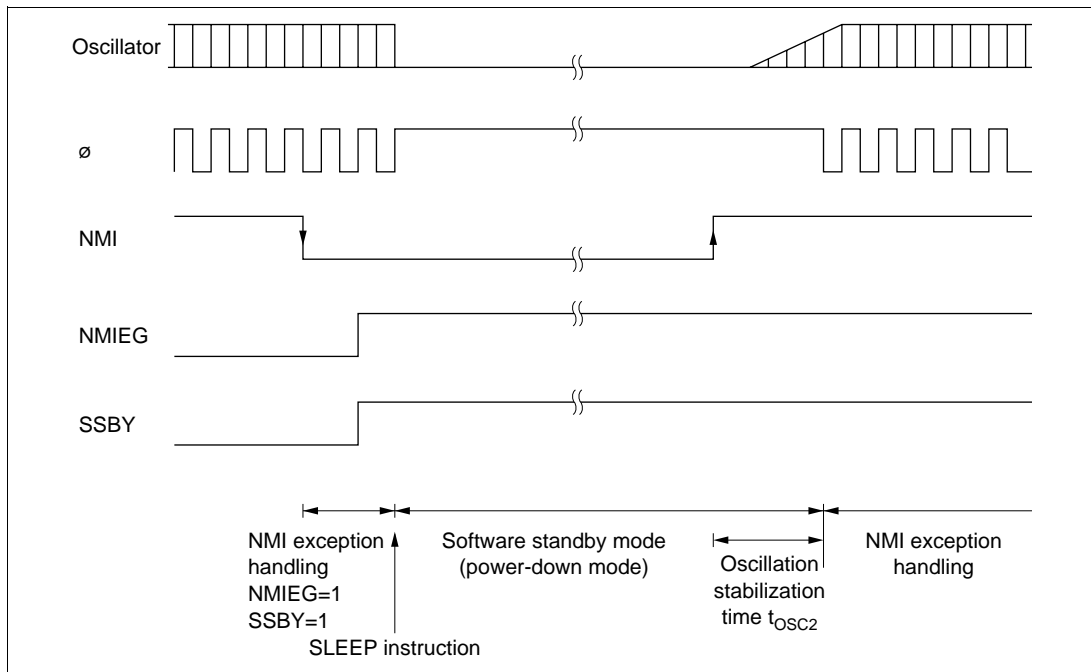 Oscillator
ø
NMI
NMIEG
SSBY
NMI exception
handling
NMIEG=1
SSBY=1
SLEEP instruction
Software standby mode
(power-down mode)
Oscillation
stabilization
time tOSC2
NMI exception
handling